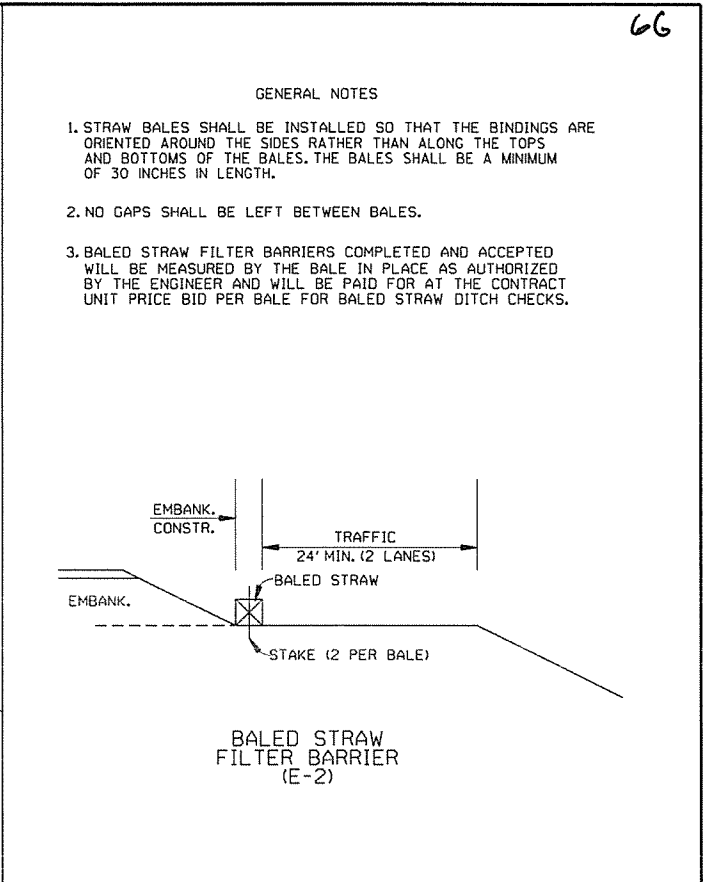 66
GENERAL NOTES
1. STRAW BALES SHALL BE INSTALLED SO THAT THE BINDINGS ARE
ORIENTED AROUND THE SIDES RATHER THAN ALONG THE TOPS
AND BOTTOMS OF THE BALES. THE BALES SHALL BE A MINIMUM
OF 30 INCHES IN LENGTH.
2. NO GAPS SHALL BE LEFT BETWEEN BALES.
3. BALED STRAW FILTER BARRIERS COMPLETED AND ACCEPTED
WILL BE MEASURED BY THE BALE IN PLACE AS AUTHORIZED
BY THE ENGINEER AND WILL BE PAID FOR AT THE CONTRACT
UNIT PRICE BID PER BALE FOR BALED STRAW DITCH CHECKS.
EMBANK.
CONSTR.
TRAFFIC
24' MIN. (2 LANES)
BALED STRAW
EMBANK.
STAKE (2 PER BALE)
BALED STRAW
FILTER BARRIER
(E-2)